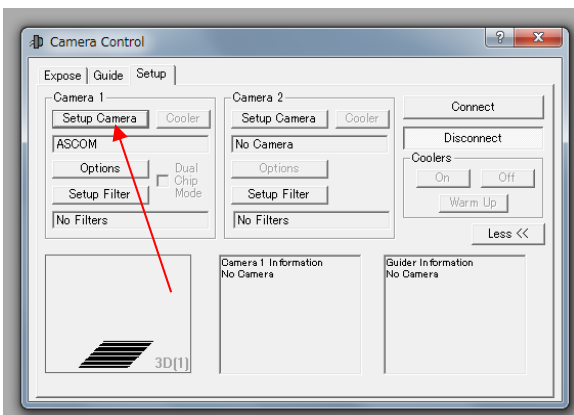 Camera Control
?
X
Expose
Guide
Setup
Camera 1
Setup Camera
Cooler
ASCOM
Options
Dual
Chip
Mode
Setup Filter
No Filters
Camera 2
Setup Camera
Cooler
No Camera
Options
Setup Filter
No Filters
Connect
Disconnect
Coolers
On
Off
Warm Up
Less <<
3D(1)
Camera 1 Information
No Camera
Guider Information
No Camera